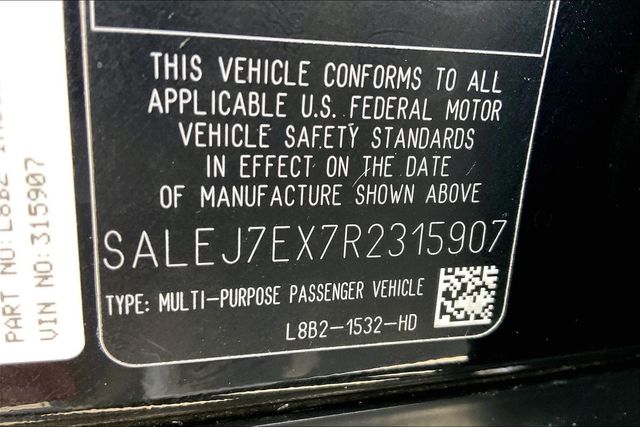 THIS VEHICLE CONFORMS TO ALL
APPLICABLE U.S. FEDERAL MOTOR
VEHICLE SAFETY STANDARDS
IN EFFECT ON THE DATE
OF MANUFACTURE SHOWN ABOVE
SALEJ7EX7R2315907
TYPE: MULTI-PURPOSE PASSENGER VEHICLE
L8B2-1532-HD
PART NO:L8B2
VIN NO:315907